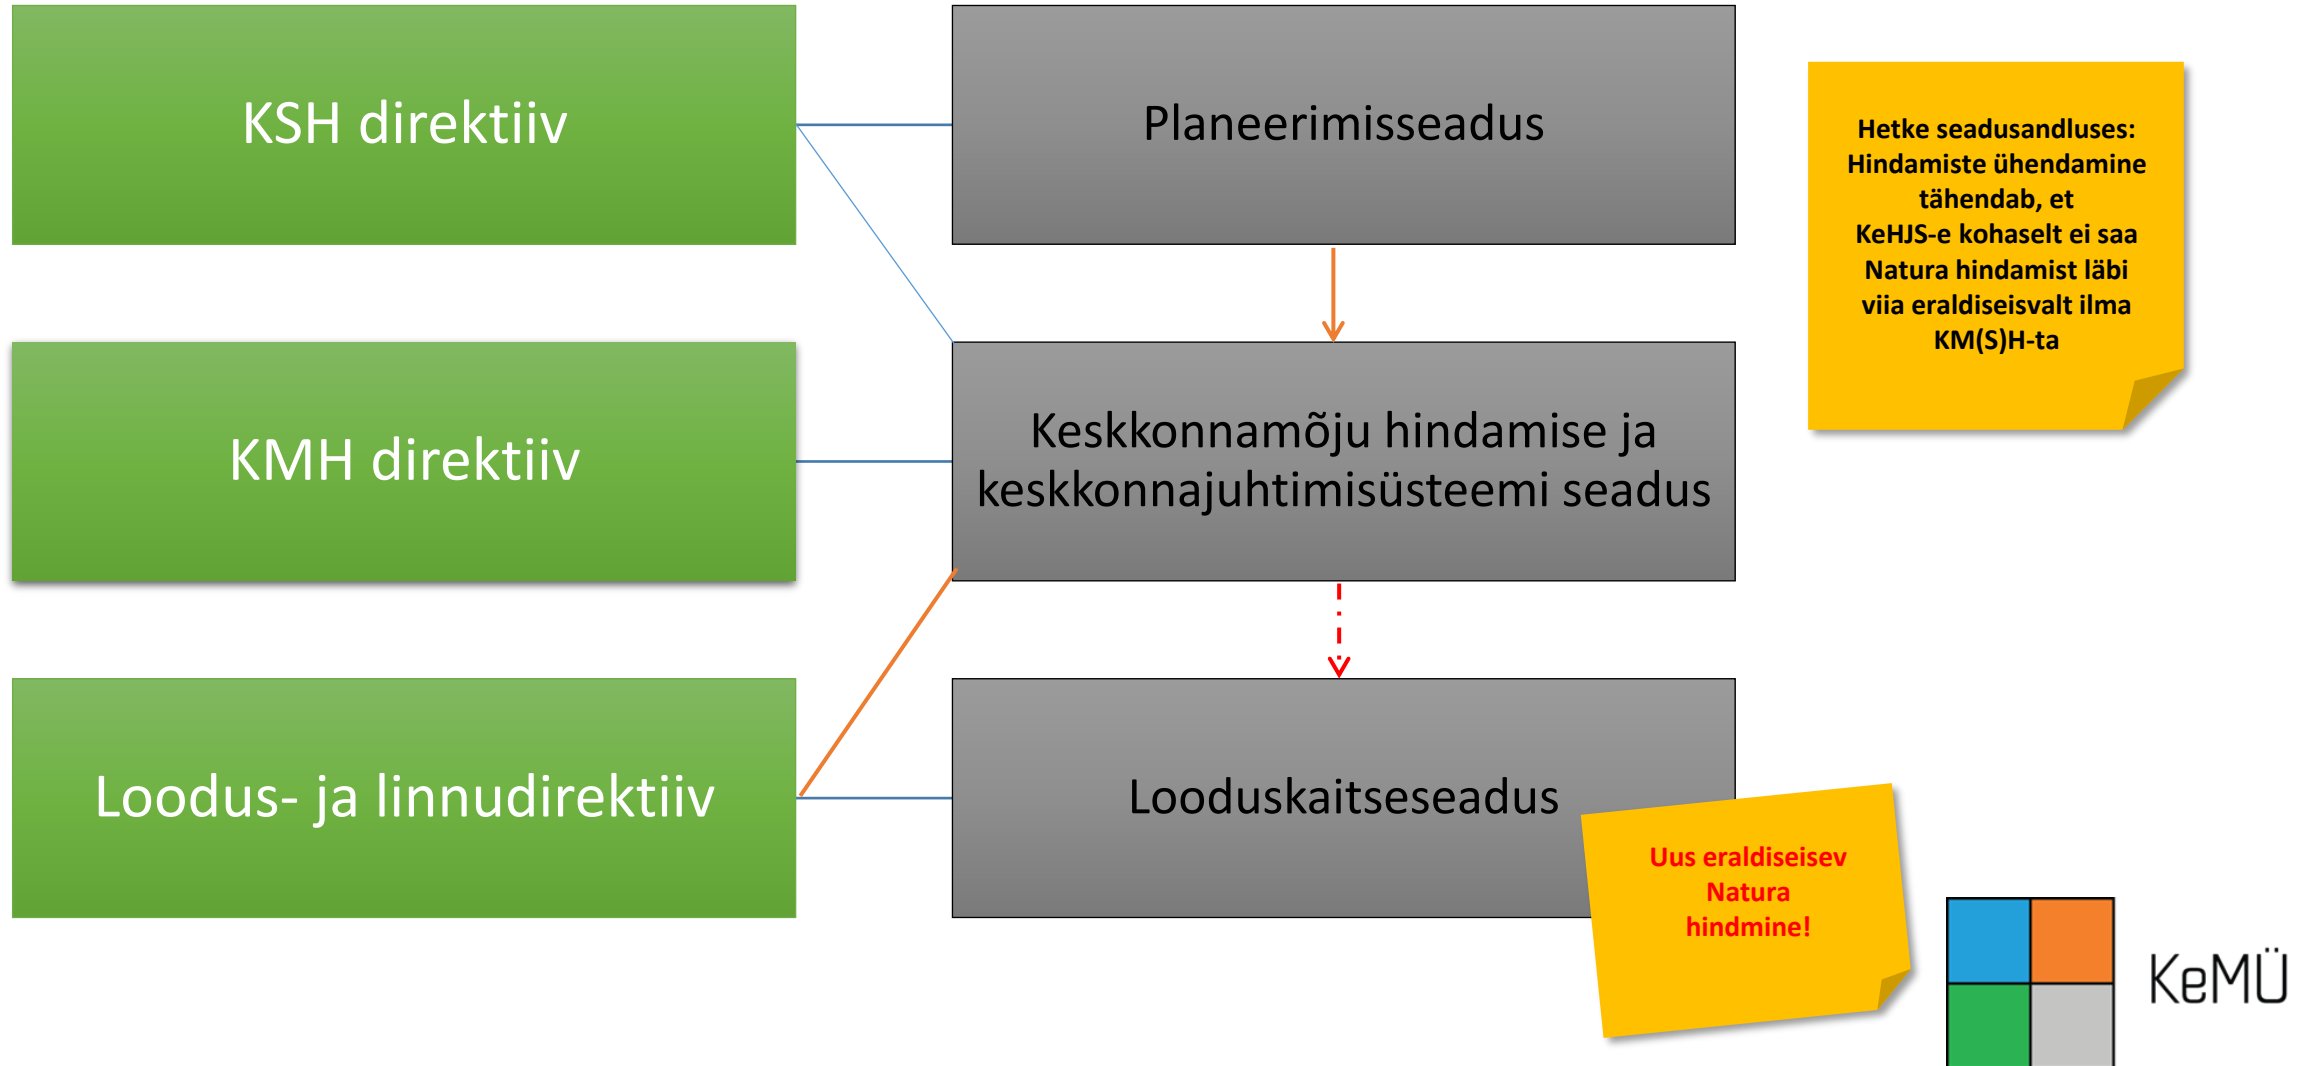 KSH direktiiv
Planeerimisseadus
Hetke seadusandluses:
Hindamiste ühendamine
tähendab, et
KeHJS-e kohaselt ei saa
Natura hindamist läbi
viia eraldiseisvalt ilma
KM(S)H-ta
KMH direktiiv
Keskkonnamõju hindamise ja
keskkonnajuhtimisüsteemi seadus
Loodus- ja linnudirektiiv
Looduskaitseseadus
Uus eraldiseisev
Natura
hindmine!
KeMÜ